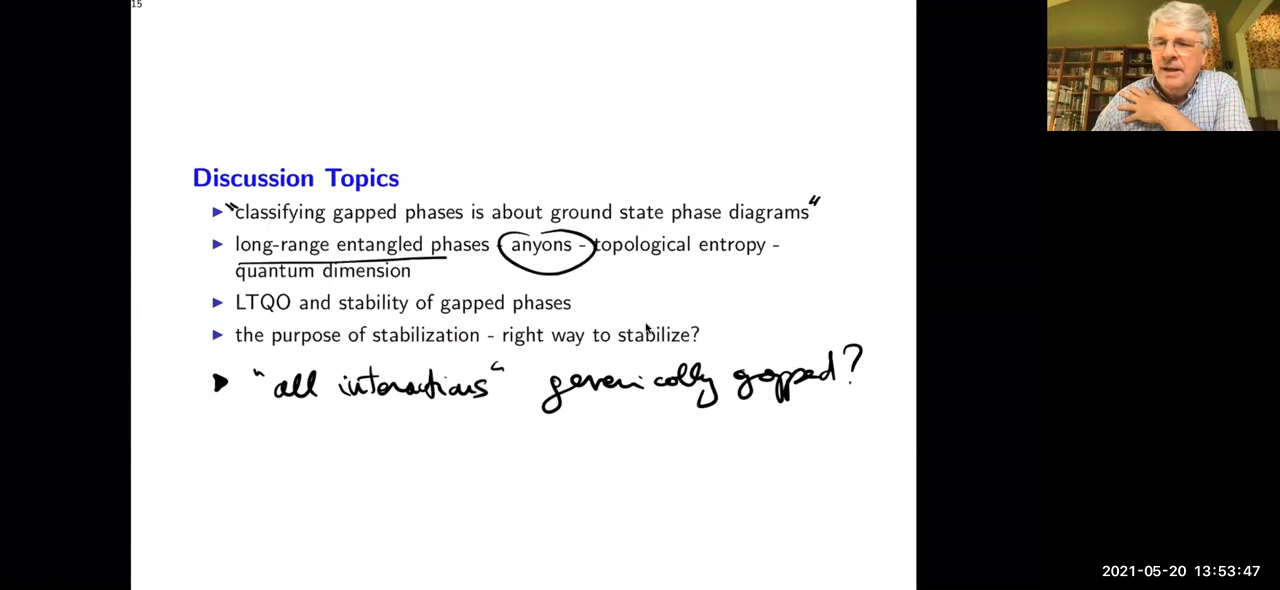 15
Discussion Topics
▶ "classifying gapped phases is about ground state phase diagrams"
▶ long-range entangled phases - anyons - topological entropy -
quantum dimension
▶ LTQO and stability of gapped phases
▶ the purpose of stabilization - right way to stabilize?
▶ "all interactions" generically gapped?
2021-05-20 13:53:47